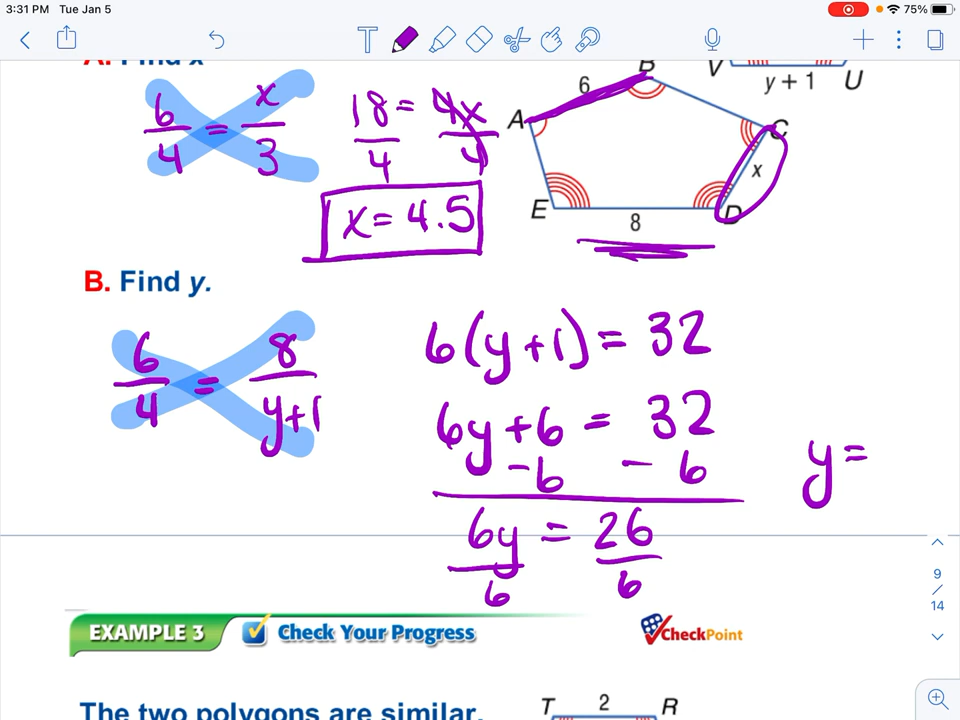 3:31 PM Tue Jan 5
75%
T
A. Find x
6/4 = x/3
18/4 = 4x/4
x = 4.5
A
6
B
C
x
D
8
E
V
y + 1
U
B. Find y.
6/4 = 8/y+1
6(y+1) = 32
6y+6 = 32
-6 - 6
6y/6 = 26/6
y =
9
/
14
EXAMPLE 3
Check Your Progress
CheckPoint
The two polygons are similar.
T
2
R